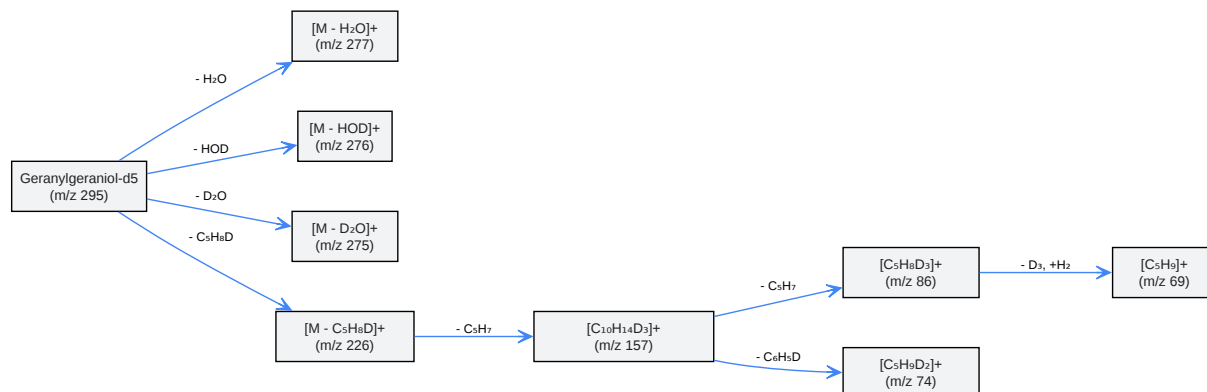 [M - H₂O]+
(m/z 277)
- H₂O
[M - HOD]+
(m/z 276)
- HOD
Geranylgeraniol-d5
(m/z 295)
- D₂O
[M - D₂O]+
(m/z 275)
- C₅H₈D
[M - C₅H₈D]+
(m/z 226)
- C₅H₇
[C₁₀H₁₄D₃]+
(m/z 157)
- C₅H₇
[C₅H₈D₃]+
(m/z 86)
- D₃, +H₂
[C₅H₉]+
(m/z 69)
- C₆H₅D
[C₅H₉D₂]+
(m/z 74)